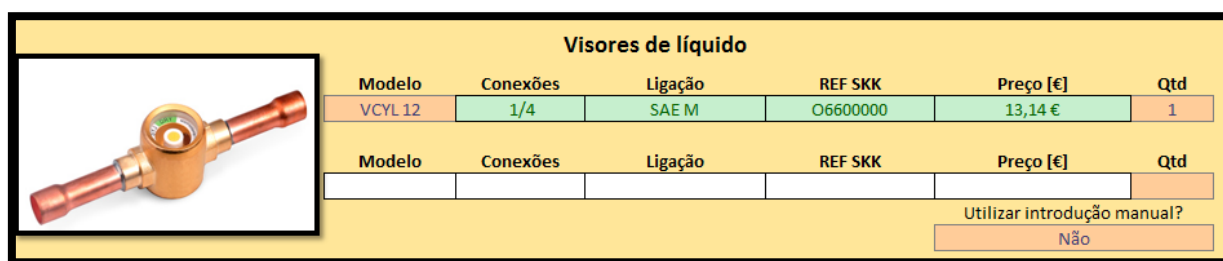 Visores de líquido
Modelo Conexões Ligação REF SKK Preço [€] Qtd
VCYL 12 1/4 SAE M O6600000 13,14 € 1
Modelo Conexões Ligação REF SKK Preço [€] Qtd
Utilizar introdução manual?
Não